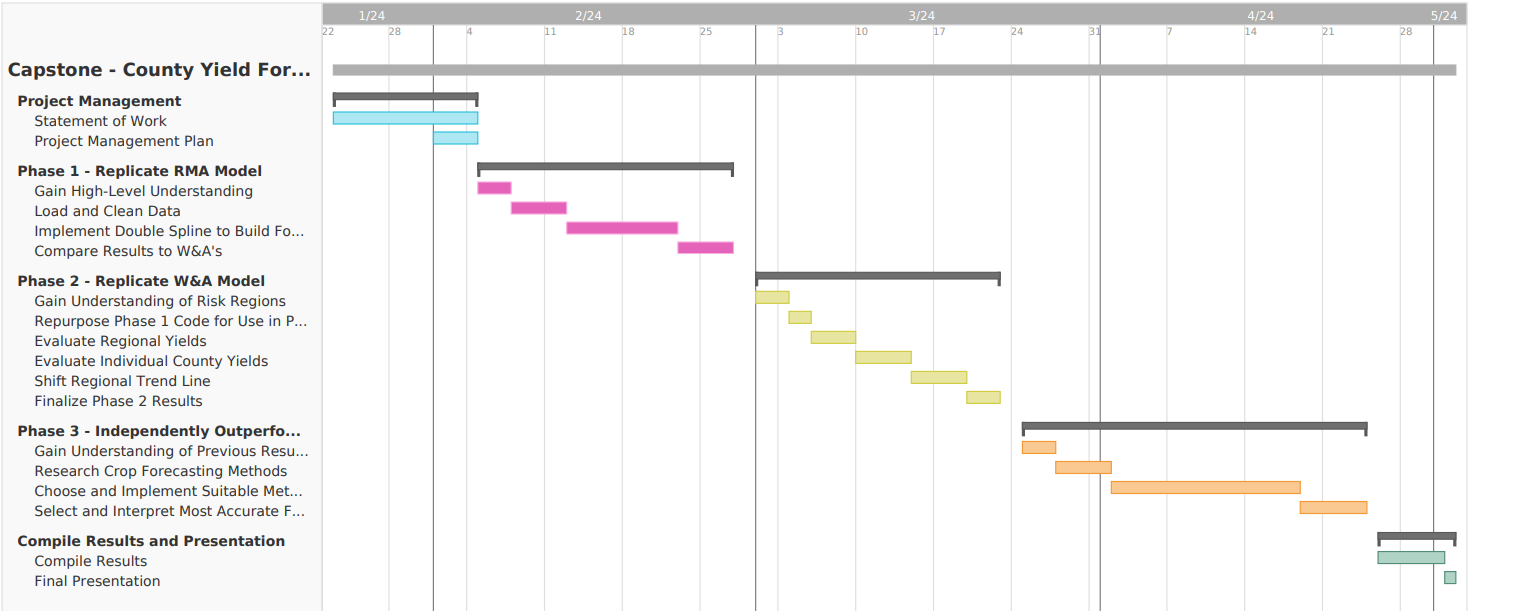 1/24 2/24 3/24 4/24 5/24
22 28 4 11 18 25 3 10 17 24 31 7 14 21 28
Capstone - County Yield For...
Project Management
Statement of Work
Project Management Plan
Phase 1 - Replicate RMA Model
Gain High-Level Understanding
Load and Clean Data
Implement Double Spline to Build Fo...
Compare Results to W&A's
Phase 2 - Replicate W&A Model
Gain Understanding of Risk Regions
Repurpose Phase 1 Code for Use in P...
Evaluate Regional Yields
Evaluate Individual County Yields
Shift Regional Trend Line
Finalize Phase 2 Results
Phase 3 - Independently Outperfo...
Gain Understanding of Previous Resu...
Research Crop Forecasting Methods
Choose and Implement Suitable Met...
Select and Interpret Most Accurate F...
Compile Results and Presentation
Compile Results
Final Presentation